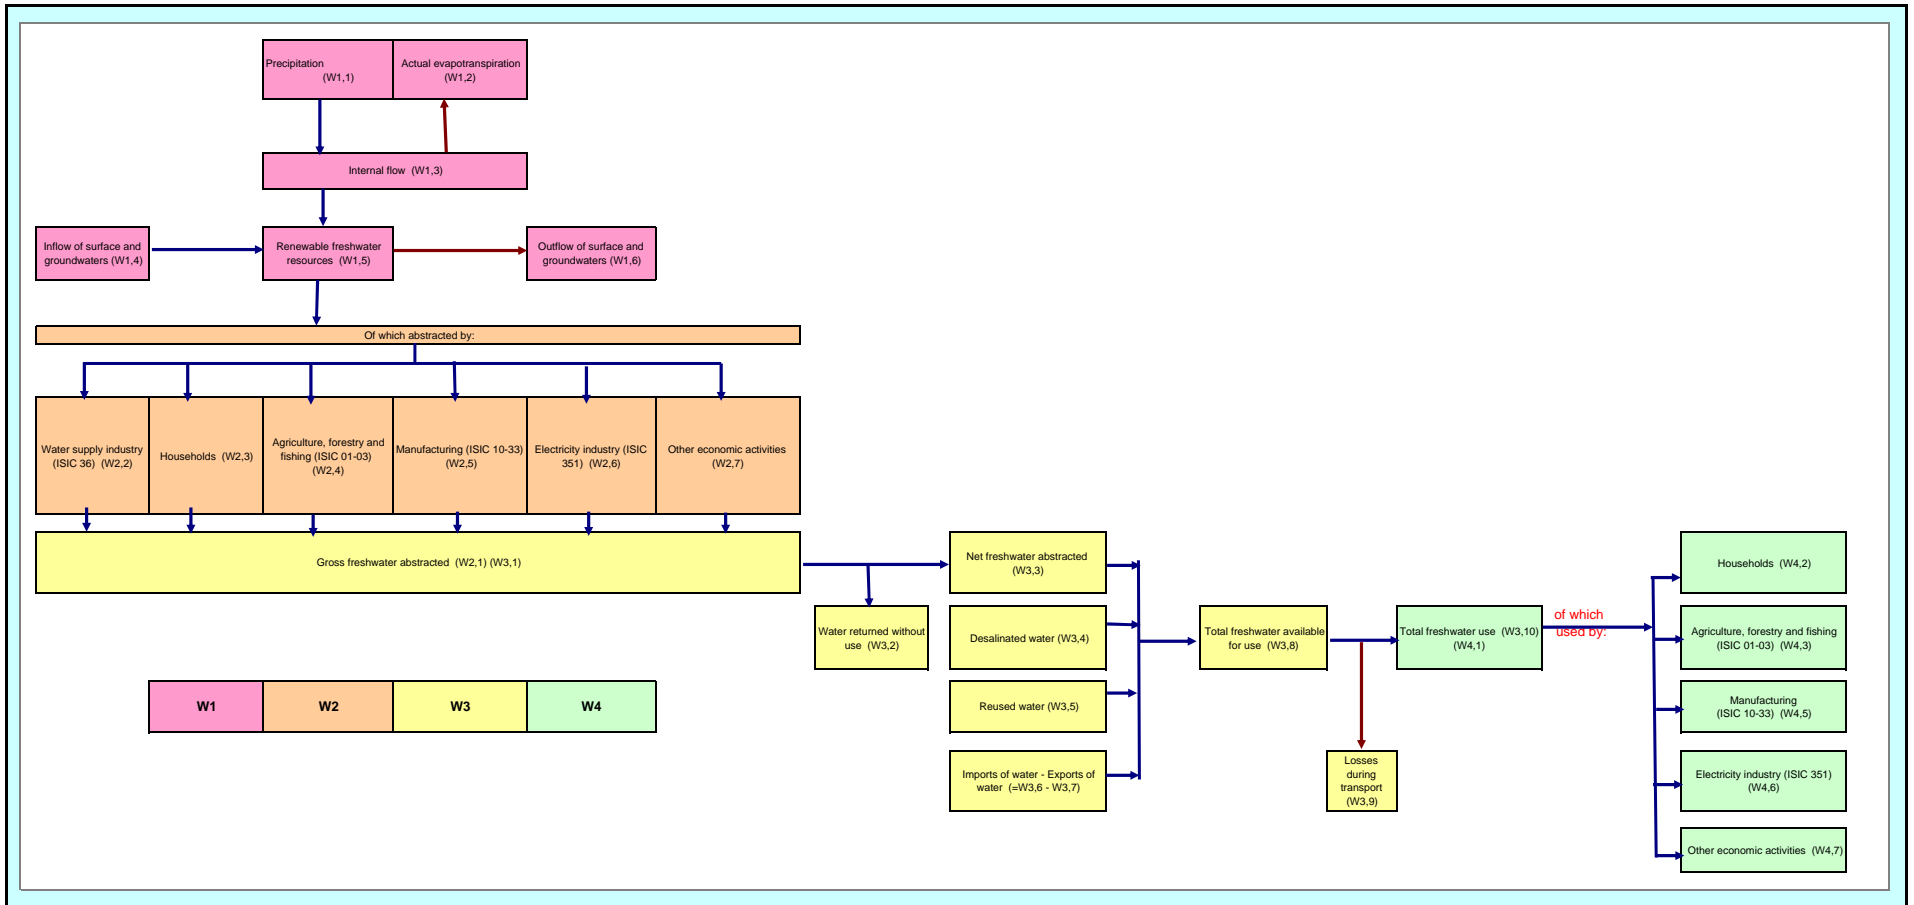 Precipitation
(W1,1)
Actual evapotranspiration
(W1,2)
Internal flow (W1,3)
Inflow of surface and
groundwaters (W1,4)
Renewable freshwater
resources (W1,5)
Outflow of surface and
groundwaters (W1,6)
Of which abstracted by:
Water supply industry
(ISIC 36) (W2,2)
Households (W2,3)
Agriculture, forestry and
fishing (ISIC 01-03)
(W2,4)
Manufacturing (ISIC 10-33)
(W2,5)
Electricity industry (ISIC
351) (W2,6)
Other economic activities
(W2,7)
Gross freshwater abstracted (W2,1) (W3,1)
Net freshwater abstracted
(W3,3)
Water returned without
use (W3,2)
Desalinated water (W3,4)
Reused water (W3,5)
Imports of water - Exports of
water (=W3,6 - W3,7)
Total freshwater available
for use (W3,8)
Losses
during
transport
(W3,9)
Total freshwater use (W3,10)
(W4,1)
of which
used by:
Households (W4,2)
Agriculture, forestry and fishing
(ISIC 01-03) (W4,3)
Manufacturing
(ISIC 10-33) (W4,5)
Electricity industry (ISIC 351)
(W4,6)
Other economic activities (W4,7)
W1
W2
W3
W4